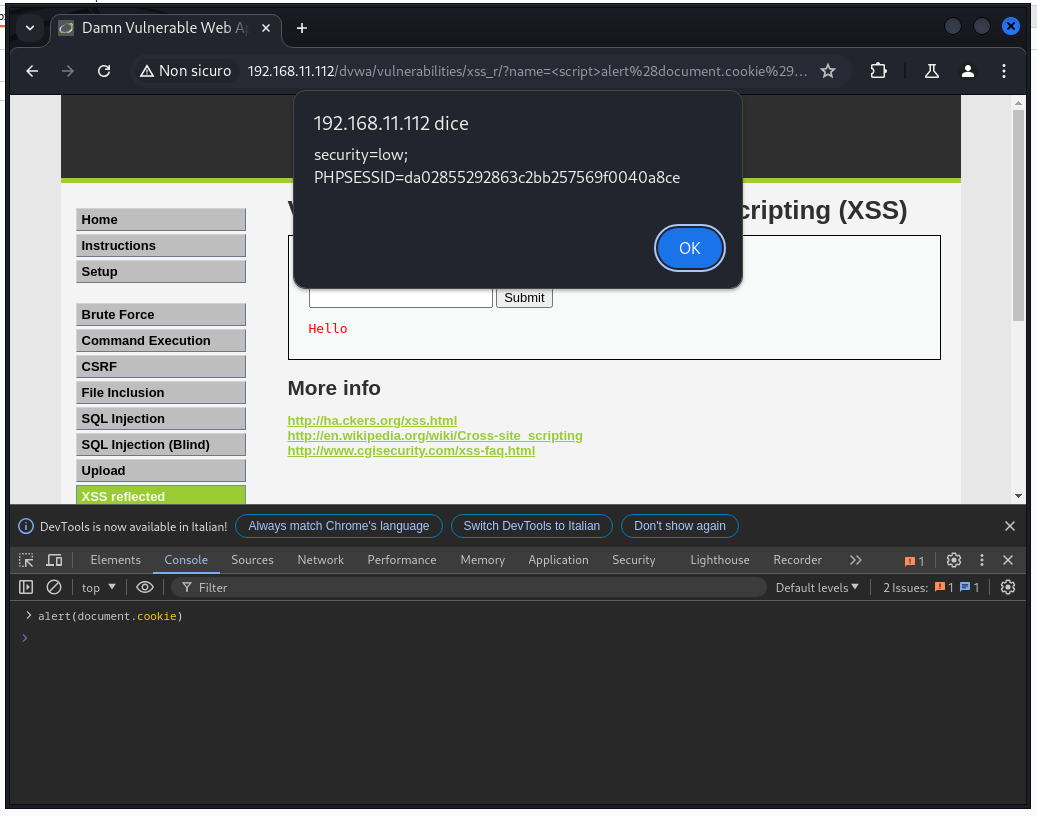 Damn Vulnerable Web A
Non sicuro 192.168.11.112/dvwa/vulnerabilities/xss_r/?name=<script>alert%28document.cookie%29...
192.168.11.112 dice
security=low;
PHPSESSID=da02855292863c2bb257569f0040a8ce
OK
cripting (XSS)
Home
Instructions
Setup
Brute Force
Command Execution
CSRF
File Inclusion
SQL Injection
SQL Injection (Blind)
Upload
XSS reflected
Submit
Hello
More info
http://ha.ckers.org/xss.html
http://en.wikipedia.org/wiki/Cross-site_scripting
http://www.cgisecurity.com/xss-faq.html
DevTools is now available in Italian! Always match Chrome's language Switch DevTools to Italian Don't show again
Elements Console Sources Network Performance Memory Application Security Lighthouse Recorder 1
top Filter Default levels 2 Issues: 1 1
alert(document.cookie)